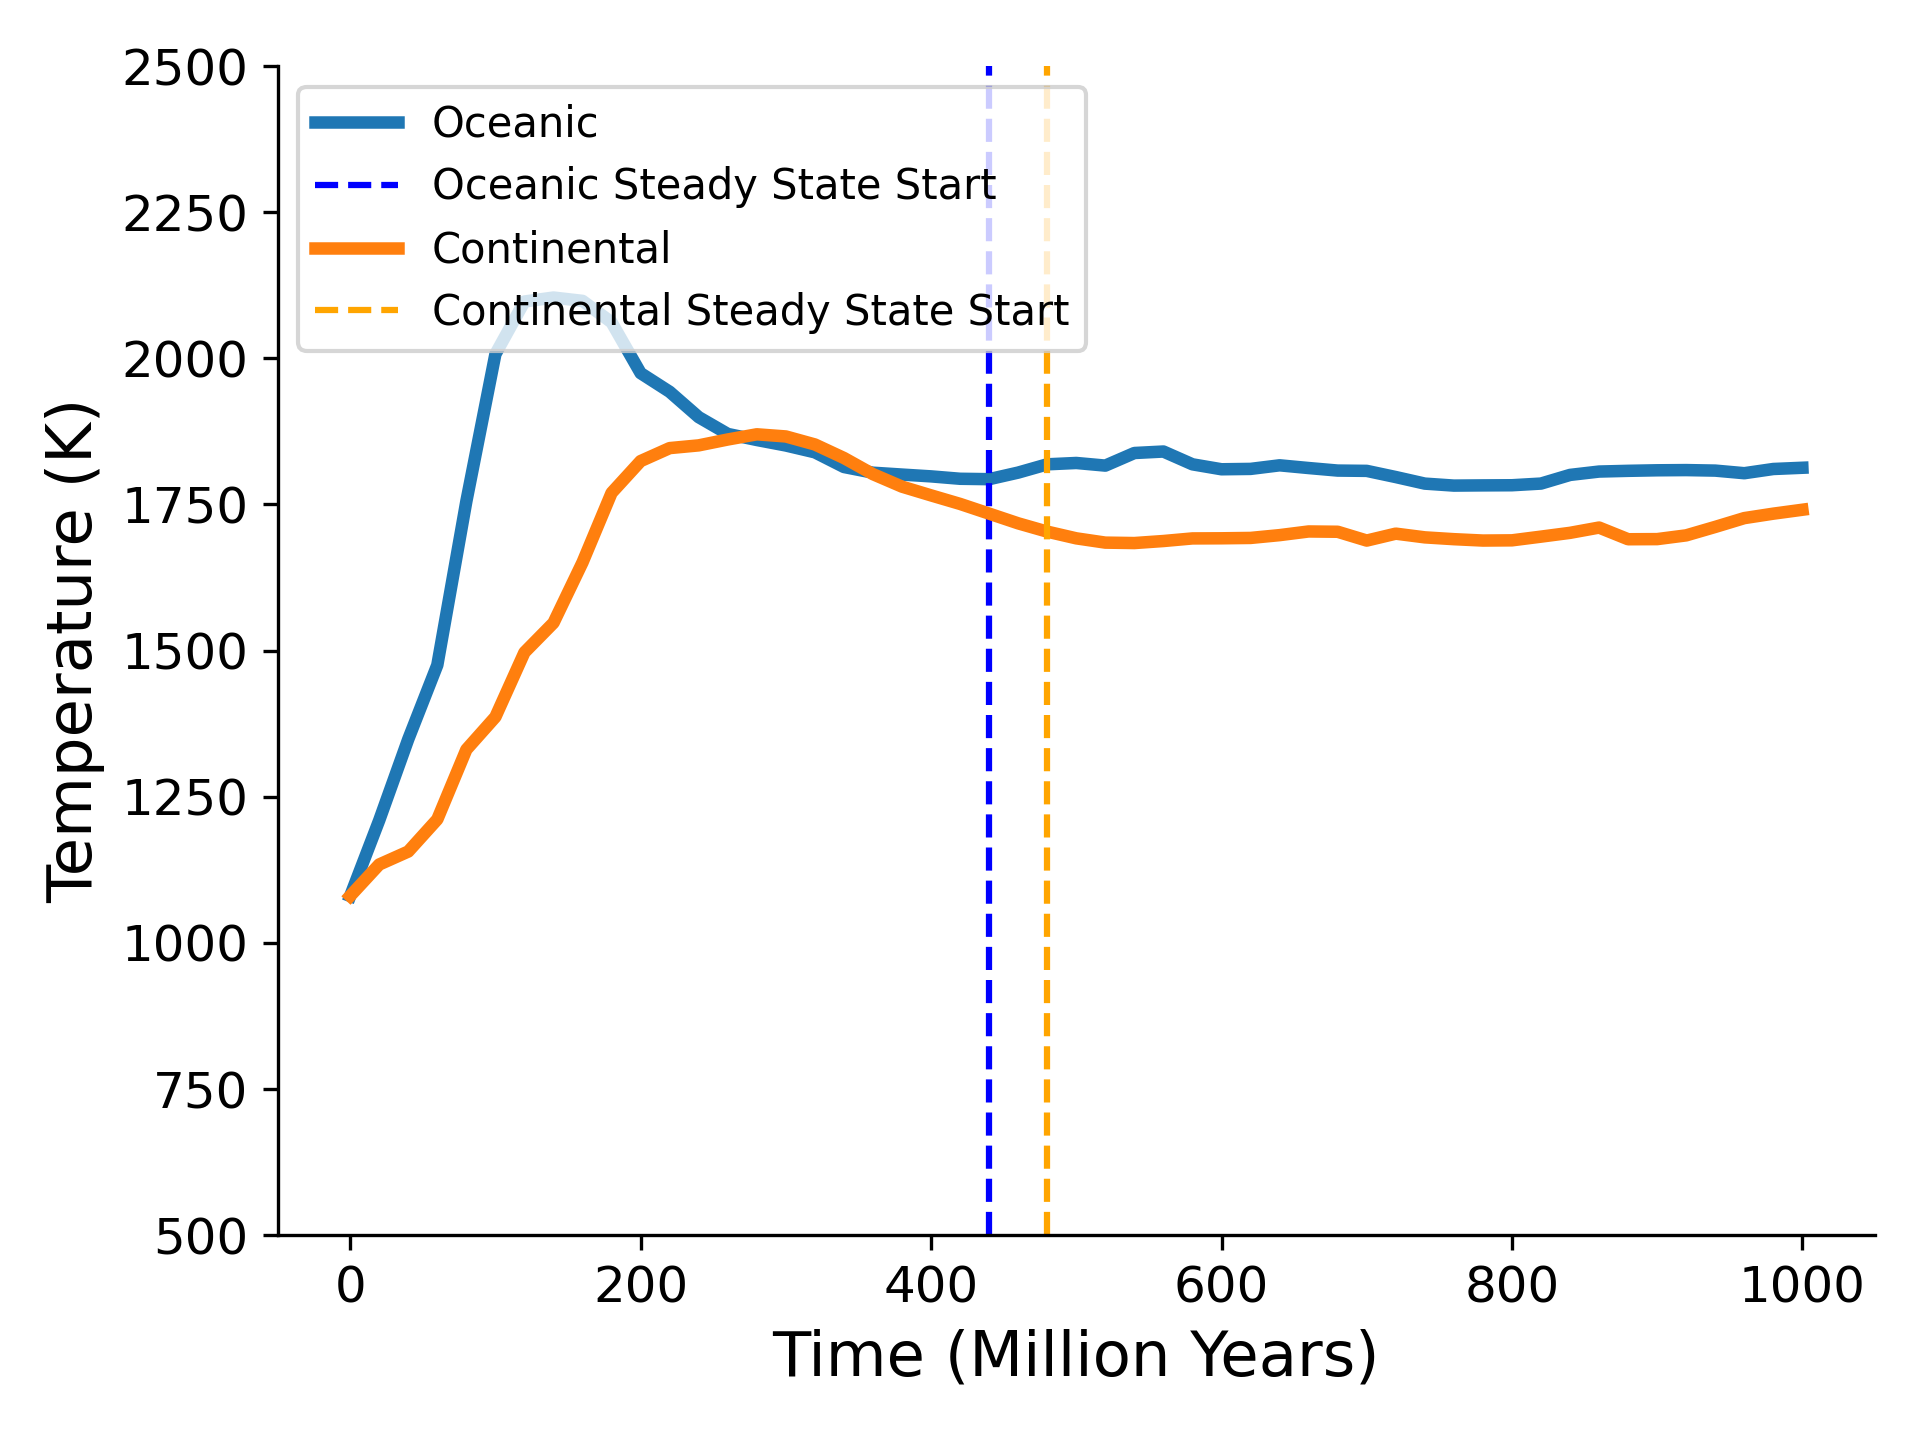 2500
2250
2000
1750
1500
1250
1000
750
500
Temperature (K)
Oceanic
Oceanic Steady State Start
Continental
Continental Steady State Start
0 200 400 600 800 1000
Time (Million Years)